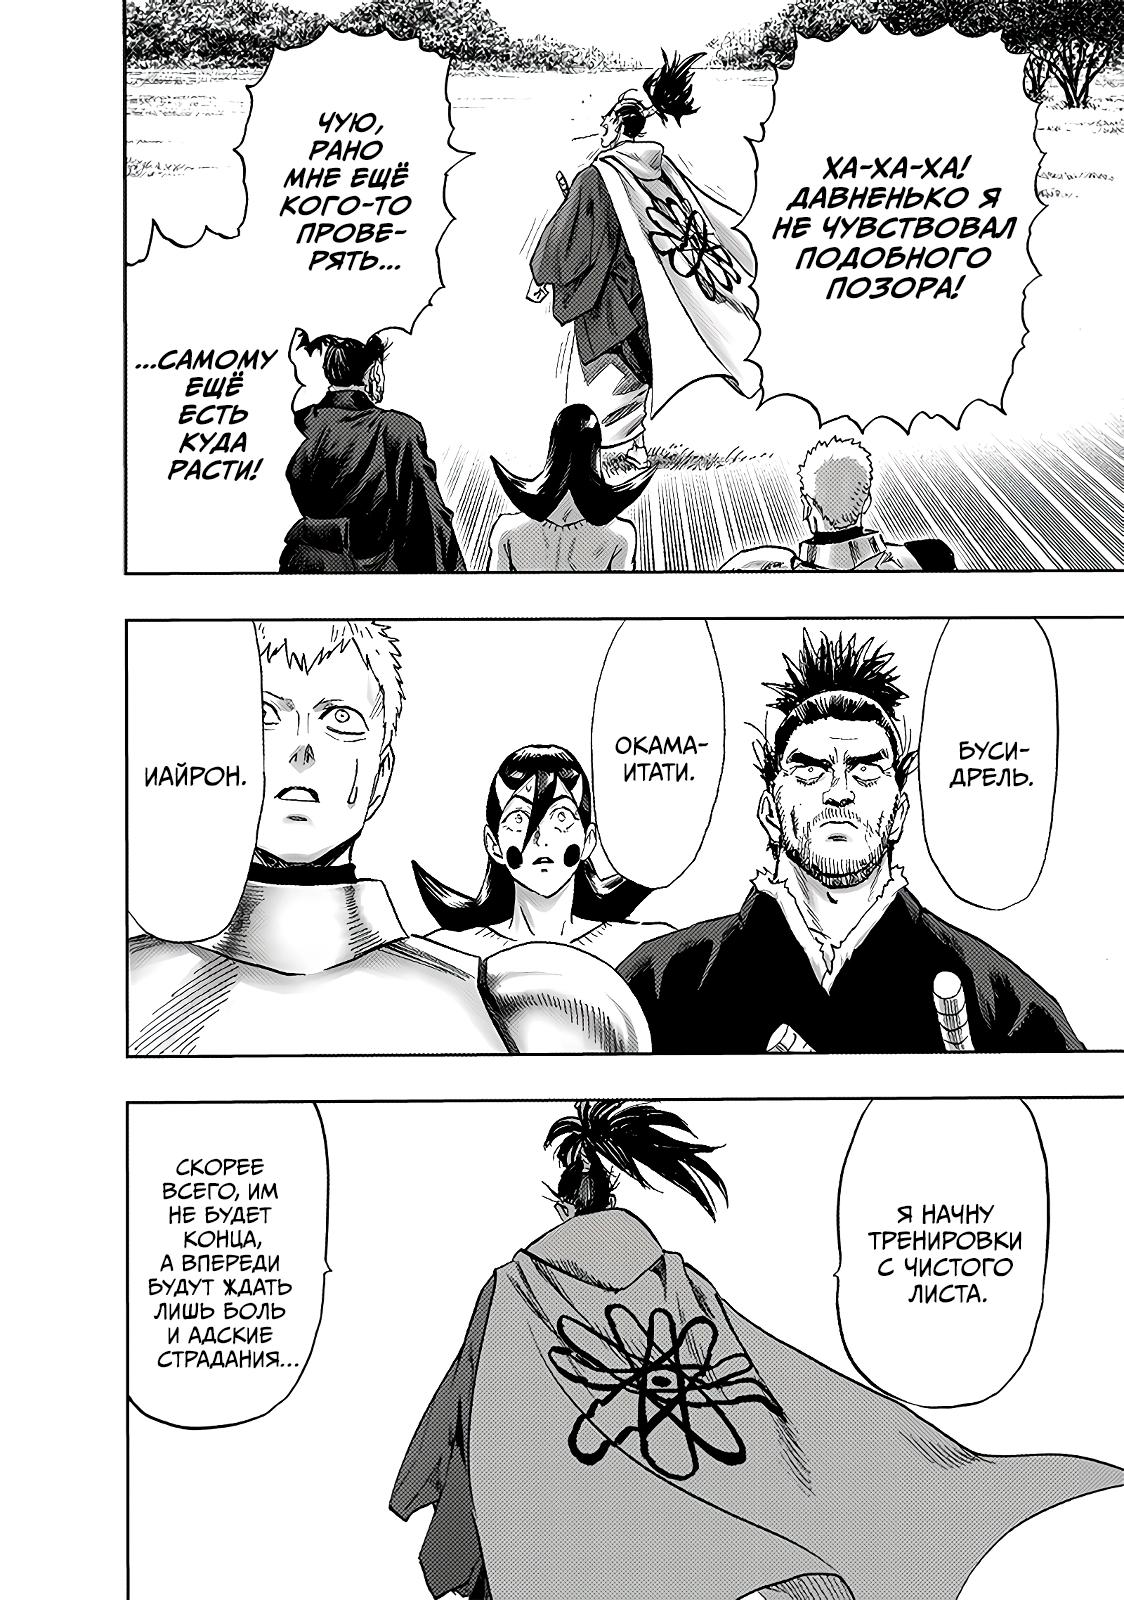 ХА-ХА-ХА!
ДАВНЕНЬКО Я
НЕ ЧУВСТВОВАЛ
ПОДОБНОГО
ПОЗОРА!
ЧУЮ,
РАНО
МНЕ ЕЩЁ
КОГО-ТО
ПРОВЕ-
РЯТЬ...
...САМОМУ
ЕЩЁ
ЕСТЬ
КУДА
РАСТИ!
БУСИ-
ДРЕЛЬ.
ОКАМА-
ИТАТИ.
ИАЙРОН.
Я НАЧНУ
ТРЕНИРОВКИ
С ЧИСТОГО
ЛИСТА.
СКОРЕЕ
ВСЕГО, ИМ
НЕ БУДЕТ
КОНЦА,
А ВПЕРЕДИ
БУДУТ ЖДАТЬ
ЛИШЬ БОЛЬ
И АДСКИЕ
СТРАДАНИЯ...